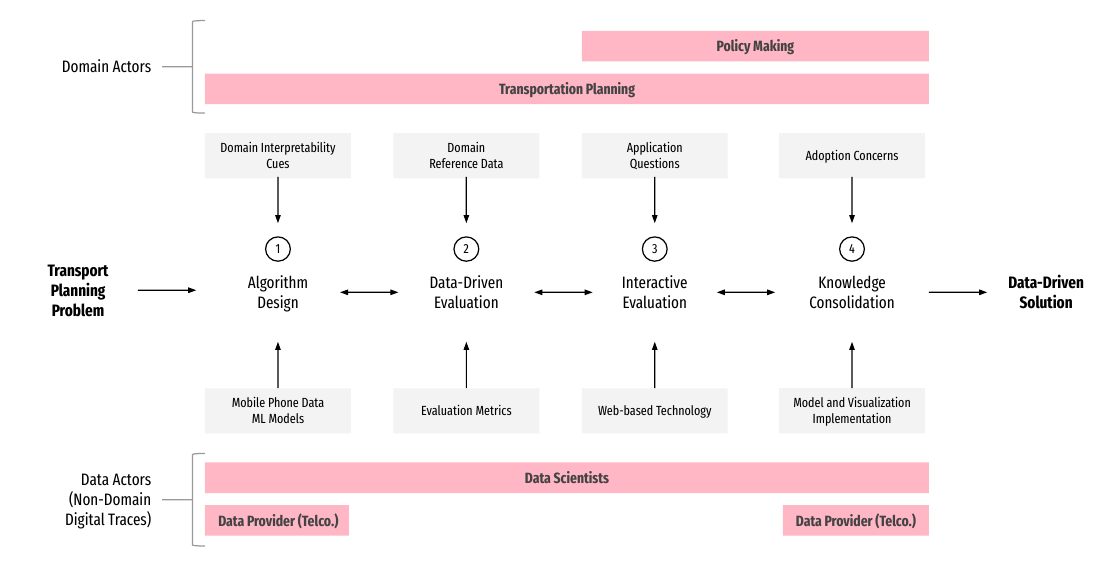 Policy Making
Domain Actors
Transportation Planning
Domain Interpretability
Cues
Domain
Reference Data
Application
Questions
Adoption Concerns
1
2
3
4
Transport
Planning
Problem
Algorithm
Design
Data-Driven
Evaluation
Interactive
Evaluation
Knowledge
Consolidation
Data-Driven
Solution
Mobile Phone Data
ML Models
Evaluation Metrics
Web-based Technology
Model and Visualization
Implementation
Data Actors
(Non-Domain
Digital Traces)
Data Scientists
Data Provider (Telco.)
Data Provider (Telco.)